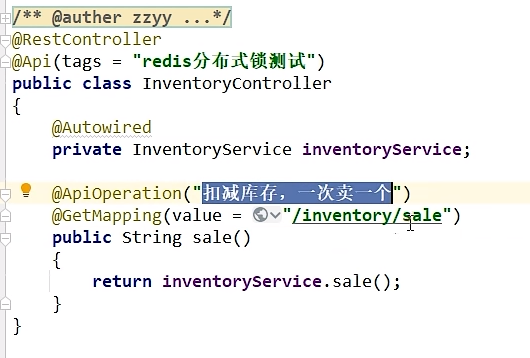 /** @auther zzyy ...*/
@RestController
@Api(tags = "redis分布式锁测试")
public class InventoryController
{
@Autowired
private InventoryService inventoryService;
@ApiOperation("扣减库存，一次卖一个")
@GetMapping(value = "/inventory/sale")
public String sale()
{
return inventoryService.sale();
}
}